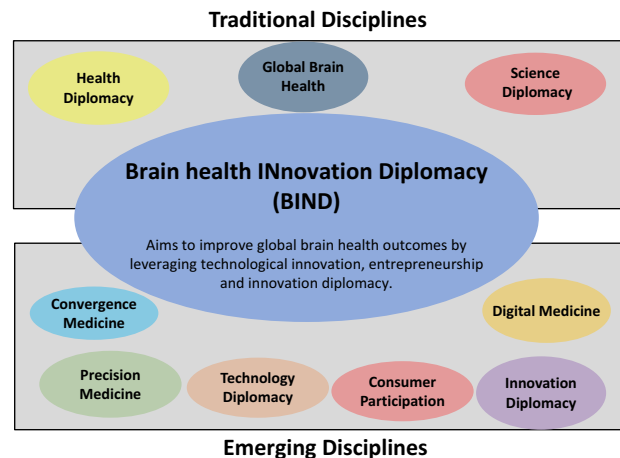 Traditional Disciplines
Health
Diplomacy
Global Brain
Health
Science
Diplomacy
Brain health INnovation Diplomacy
(BIND)
Aims to improve global brain health outcomes by
leveraging technological innovation, entrepreneurship
and innovation diplomacy.
Convergence
Medicine
Digital Medicine
Precision
Medicine
Technology
Diplomacy
Consumer
Participation
Innovation
Diplomacy
Emerging Disciplines